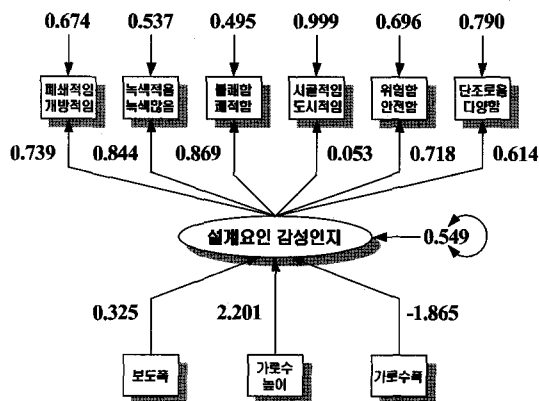 0.674 0.537 0.495 0.999 0.696 0.790
폐쇄적임 녹색적음 불쾌함 시골적임 위험함 단조로움
개방적임 녹색많음 쾌적함 도시적임 안전함 다양함
0.739 0.844 0.869 0.053 0.718 0.614
설계요인 감성인지 0.549
0.325 2.201 -1.865
보도폭 가로수 높이 가로수폭